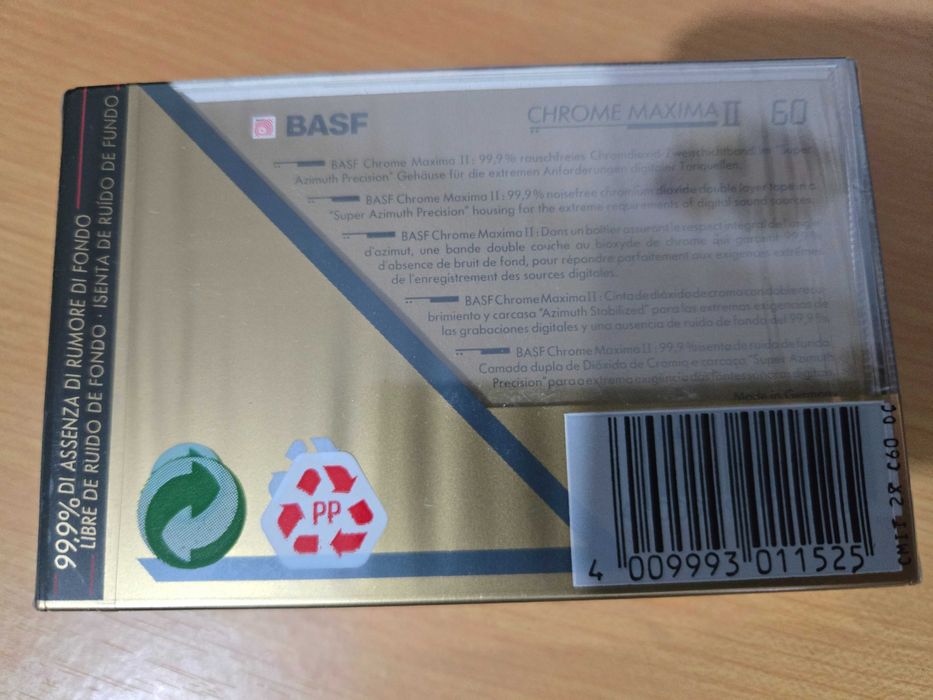 99,9% DI ASSENZA DI RUMORE DI FONDO
LIBRE DE RUIDO DE FONDO · ISENTA DE RUÍDO DE FUNDO
BASF
CHROME MAXIMA II 60
BASF Chrome Maxima II: 99,9% rauschfreies Chromdioxid-Zweischichtband im "Super
Azimuth Precision" Gehäuse für die extremen Anforderungen digitaler Tonquellen.
BASF Chrome Maxima II: 99,9% noisefree chromium dioxide double layer tape in a
"Super Azimuth Precision" housing for the extreme requirements of digital sound sources.
BASF Chrome Maxima II: Dans un boîtier assurant le respect intégral de l'angle
d'azimut, une bande double couche au bioxyde de chrome qui garantit
d'absence de bruit de fond, pour répondre parfaitement aux exigences extrêmes
de l'enregistrement des sources digitales.
BASF Chrome Maxima II: Cinta de dióxido de cromo con doble recu-
brimiento y carcasa "Azimuth Stabilized" para las extremas exigencias de
las grabaciones digitales y una ausencia de ruido de fondo del 99,9%
BASF Chrome Maxima II: 99,9% isenta de ruido de fundo.
Camada dupla de Dióxido de Cromio e carcaça "Super Azimuth
Precision" para a extrema exigência das fontes sonoras digitais
Made in Germany
PP
4 009993 011525
CMII 2X C60 DC